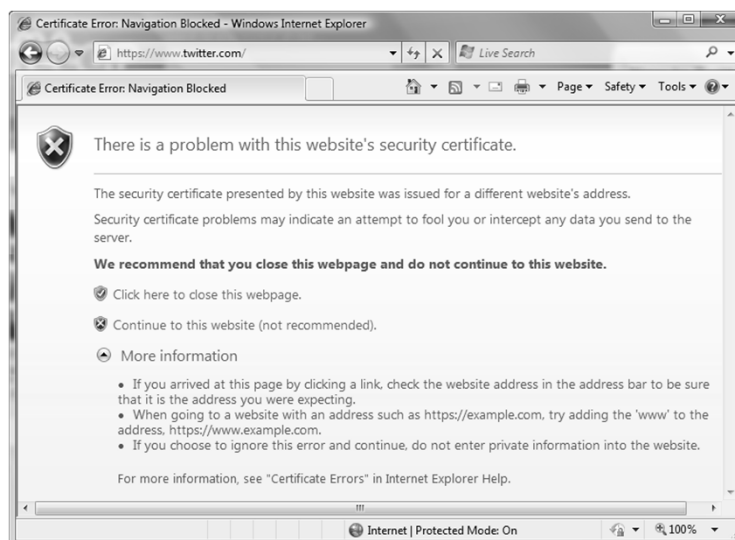 Certificate Error: Navigation Blocked - Windows Internet Explorer
https://www.twitter.com/
Live Search
Certificate Error: Navigation Blocked
Page
Safety
Tools
There is a problem with this website's security certificate.
The security certificate presented by this website was issued for a different website's address.
Security certificate problems may indicate an attempt to fool you or intercept any data you send to the
server.
We recommend that you close this webpage and do not continue to this website.
Click here to close this webpage.
Continue to this website (not recommended).
More information
• If you arrived at this page by clicking a link, check the website address in the address bar to be sure
that it is the address you were expecting.
• When going to a website with an address such as https://example.com, try adding the 'www' to the
address, https://www.example.com.
• If you choose to ignore this error and continue, do not enter private information into the website.
For more information, see "Certificate Errors" in Internet Explorer Help.
Internet | Protected Mode: On
100%